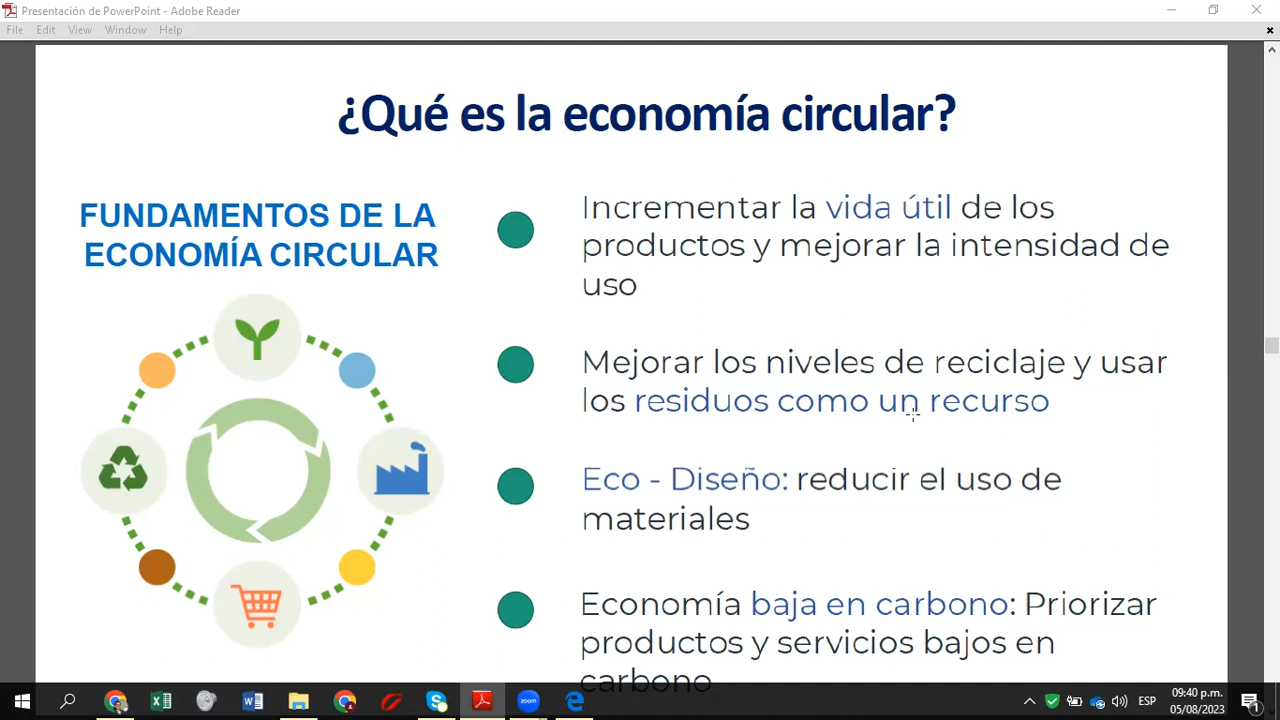 Presentación de PowerPoint - Adobe Reader
File Edit View Window Help
¿Qué es la economía circular?
FUNDAMENTOS DE LA
ECONOMÍA CIRCULAR
Incrementar la vida útil de los
productos y mejorar la intensidad de
uso
Mejorar los niveles de reciclaje y usar
los residuos como un recurso
Eco - Diseño: reducir el uso de
materiales
Economía baja en carbono: Priorizar
productos y servicios bajos en
carbono
zoom
ESP
09:40 p.m.
05/08/2023
1